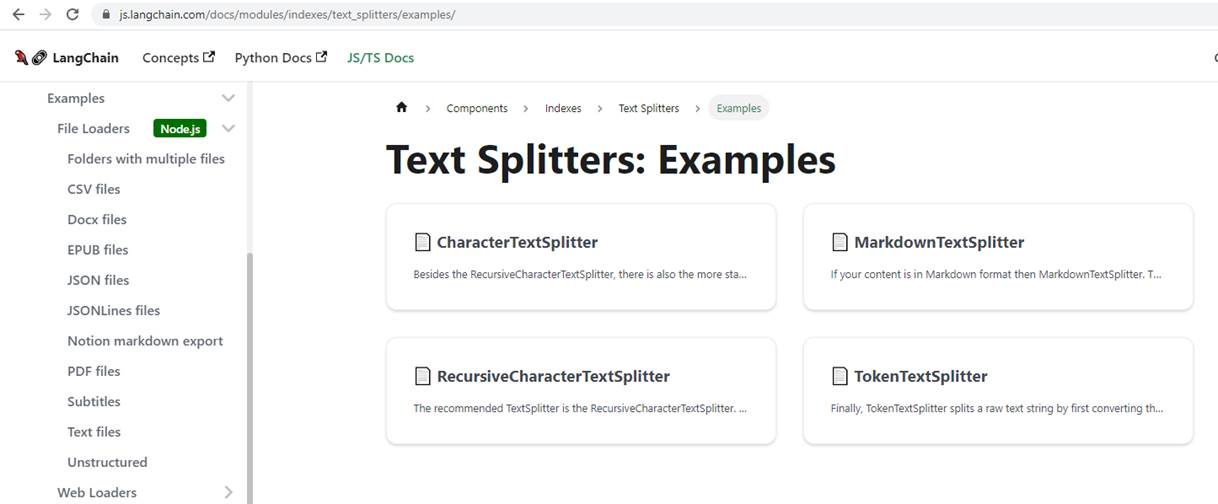 js.langchain.com/docs/modules/indexes/text_splitters/examples/
LangChain Concepts Python Docs JS/TS Docs
Examples
File Loaders Node.js
Folders with multiple files
CSV files
Docx files
EPUB files
JSON files
JSONLines files
Notion markdown export
PDF files
Subtitles
Text files
Unstructured
Web Loaders
Components > Indexes > Text Splitters > Examples
Text Splitters: Examples
CharacterTextSplitter
Besides the RecursiveCharacterTextSplitter, there is also the more sta...
MarkdownTextSplitter
If your content is in Markdown format then MarkdownTextSplitter. T...
RecursiveCharacterTextSplitter
The recommended TextSplitter is the RecursiveCharacterTextSplitter. ...
TokenTextSplitter
Finally, TokenTextSplitter splits a raw text string by first converting th...